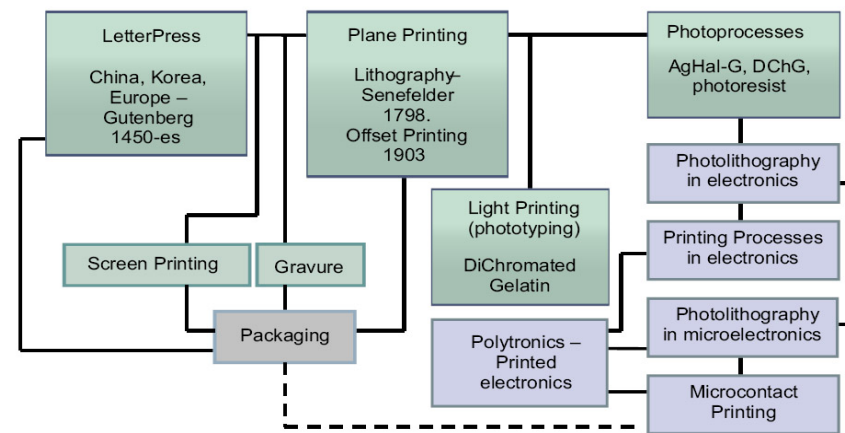 LetterPress
China, Korea,
Europe –
Gutenberg
1450-es
Plane Printing
Lithography–
Senefelder
1798.
Offset Printing
1903
Photoprocesses
AgHal-G, DChG,
photoresist
Photolithography
in electronics
Light Printing
(phototyping)
DiChromated
Gelatin
Printing Processes
in electronics
Screen Printing
Gravure
Packaging
Polytronics –
Printed
electronics
Photolithography
in microelectronics
Microcontact
Printing